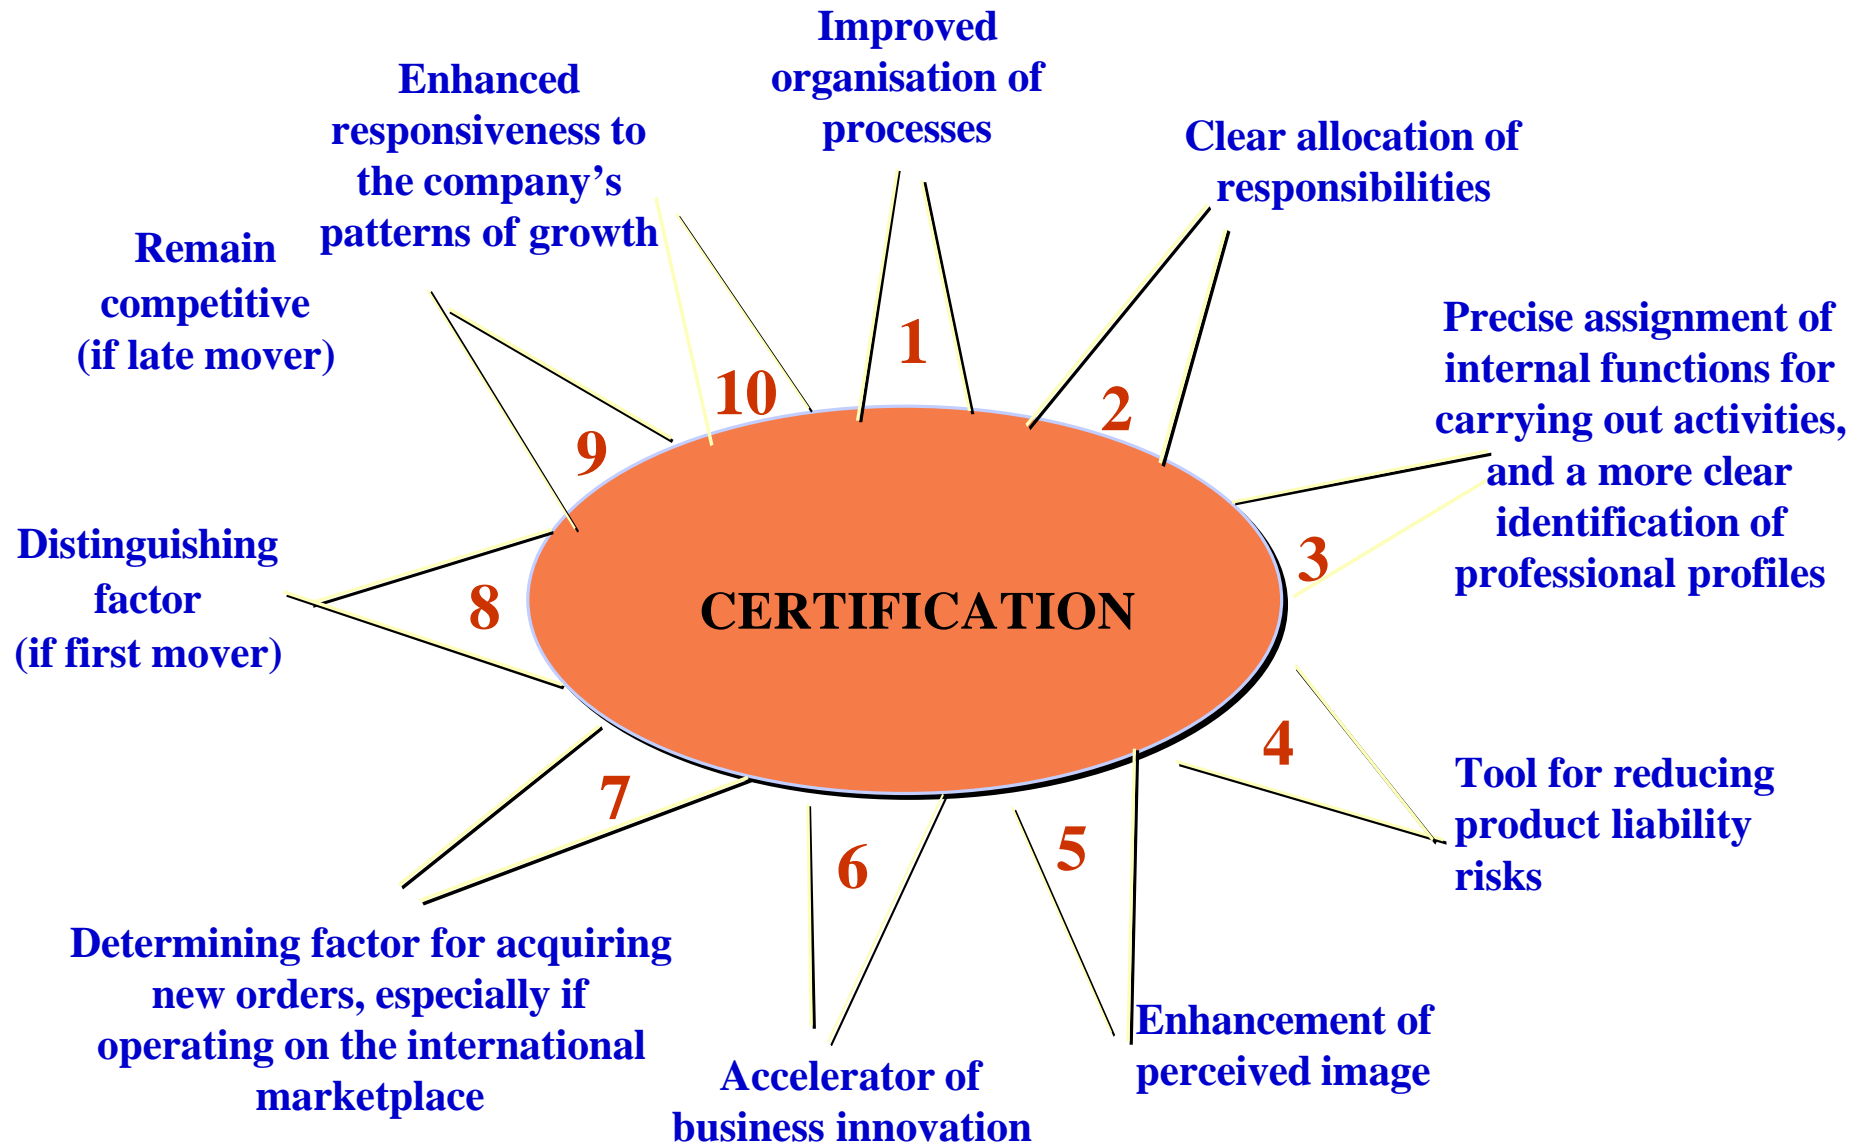 Improved
organisation of
processes
1
Clear allocation of
responsibilities
2
Precise assignment of
internal functions for
carrying out activities,
and a more clear
identification of
professional profiles
3
Tool for reducing
product liability
risks
4
Enhancement of
perceived image
5
Accelerator of
business innovation
6
Determining factor for acquiring
new orders, especially if
operating on the international
marketplace
7
Distinguishing
factor
(if first mover)
8
Remain
competitive
(if late mover)
9
Enhanced
responsiveness to
the company’s
patterns of growth
10
CERTIFICATION